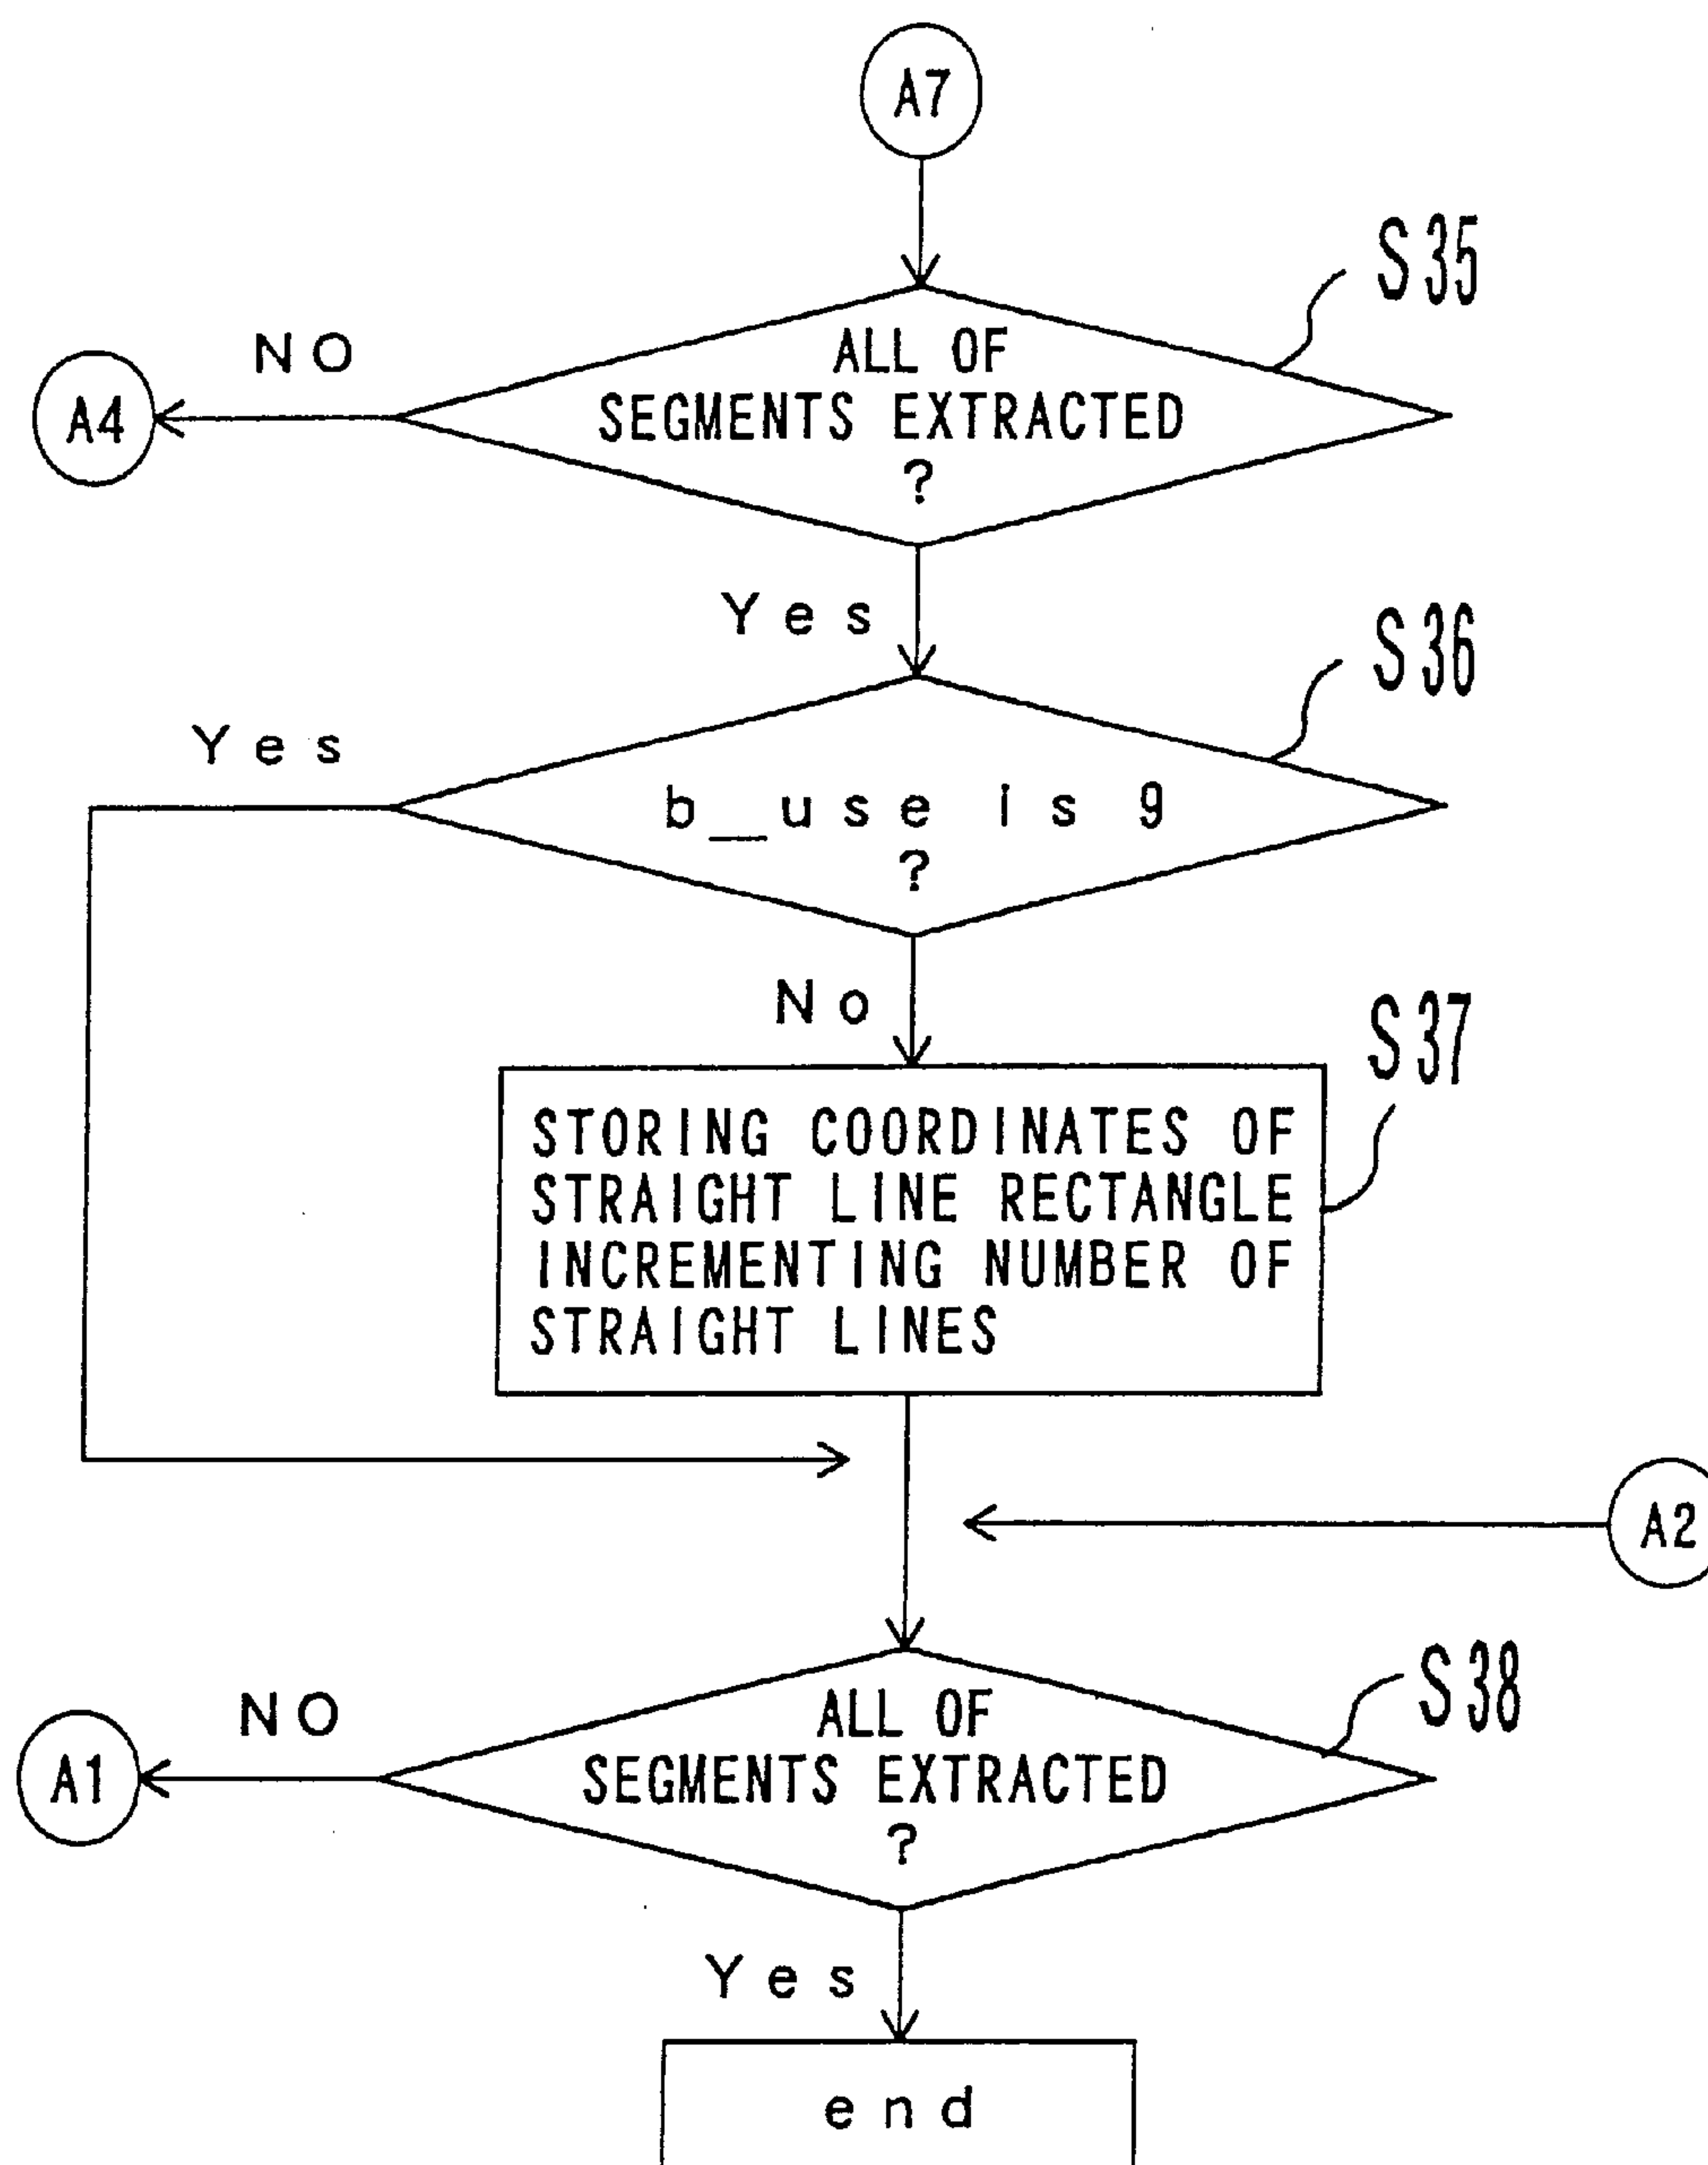 A7
S35
ALL OF
NO
SEGMENTS EXTRACTED
A4
?
Yes
S36
Yes
b_use is 9
?
No
S37
STORING COORDINATES OF
STRAIGHT LINE RECTANGLE
INCREMENTING NUMBER OF
STRAIGHT LINES
A2
S38
ALL OF
NO
SEGMENTS EXTRACTED
A1
?
Yes
end